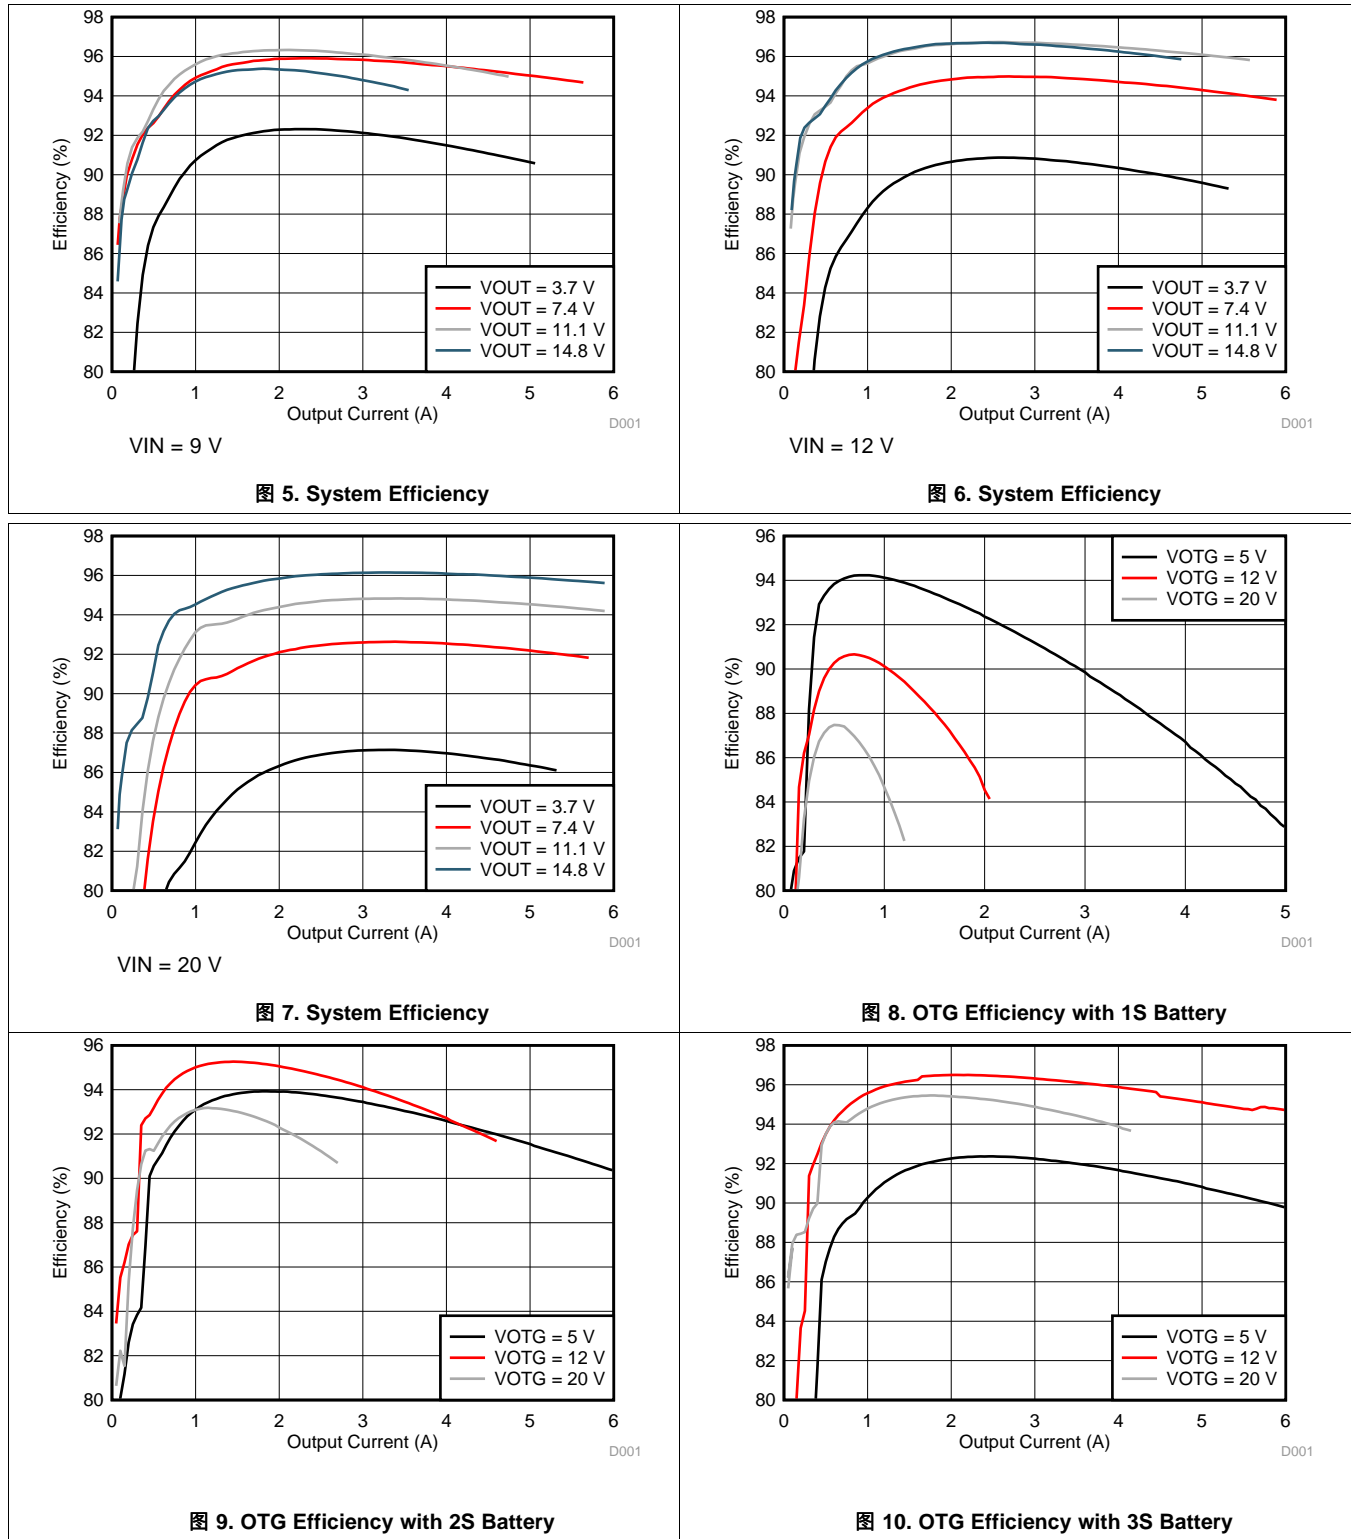 98
96
94
92
90
88
86
84
82
80
Efficiency (%)
0 1 2 3 4 5 6
Output Current (A)
D001
VOUT = 3.7 V
VOUT = 7.4 V
VOUT = 11.1 V
VOUT = 14.8 V
VIN = 9 V
图 5. System Efficiency
98
96
94
92
90
88
86
84
82
80
Efficiency (%)
0 1 2 3 4 5 6
Output Current (A)
D001
VOUT = 3.7 V
VOUT = 7.4 V
VOUT = 11.1 V
VOUT = 14.8 V
VIN = 12 V
图 6. System Efficiency
98
96
94
92
90
88
86
84
82
80
Efficiency (%)
0 1 2 3 4 5 6
Output Current (A)
D001
VOUT = 3.7 V
VOUT = 7.4 V
VOUT = 11.1 V
VOUT = 14.8 V
VIN = 20 V
图 7. System Efficiency
96
94
92
90
88
86
84
82
80
Efficiency (%)
0 1 2 3 4 5
Output Current (A)
D001
VOTG = 5 V
VOTG = 12 V
VOTG = 20 V
图 8. OTG Efficiency with 1S Battery
96
94
92
90
88
86
84
82
80
Efficiency (%)
0 1 2 3 4 5 6
Output Current (A)
D001
VOTG = 5 V
VOTG = 12 V
VOTG = 20 V
图 9. OTG Efficiency with 2S Battery
98
96
94
92
90
88
86
84
82
80
Efficiency (%)
0 1 2 3 4 5 6
Output Current (A)
D001
VOTG = 5 V
VOTG = 12 V
VOTG = 20 V
图 10. OTG Efficiency with 3S Battery